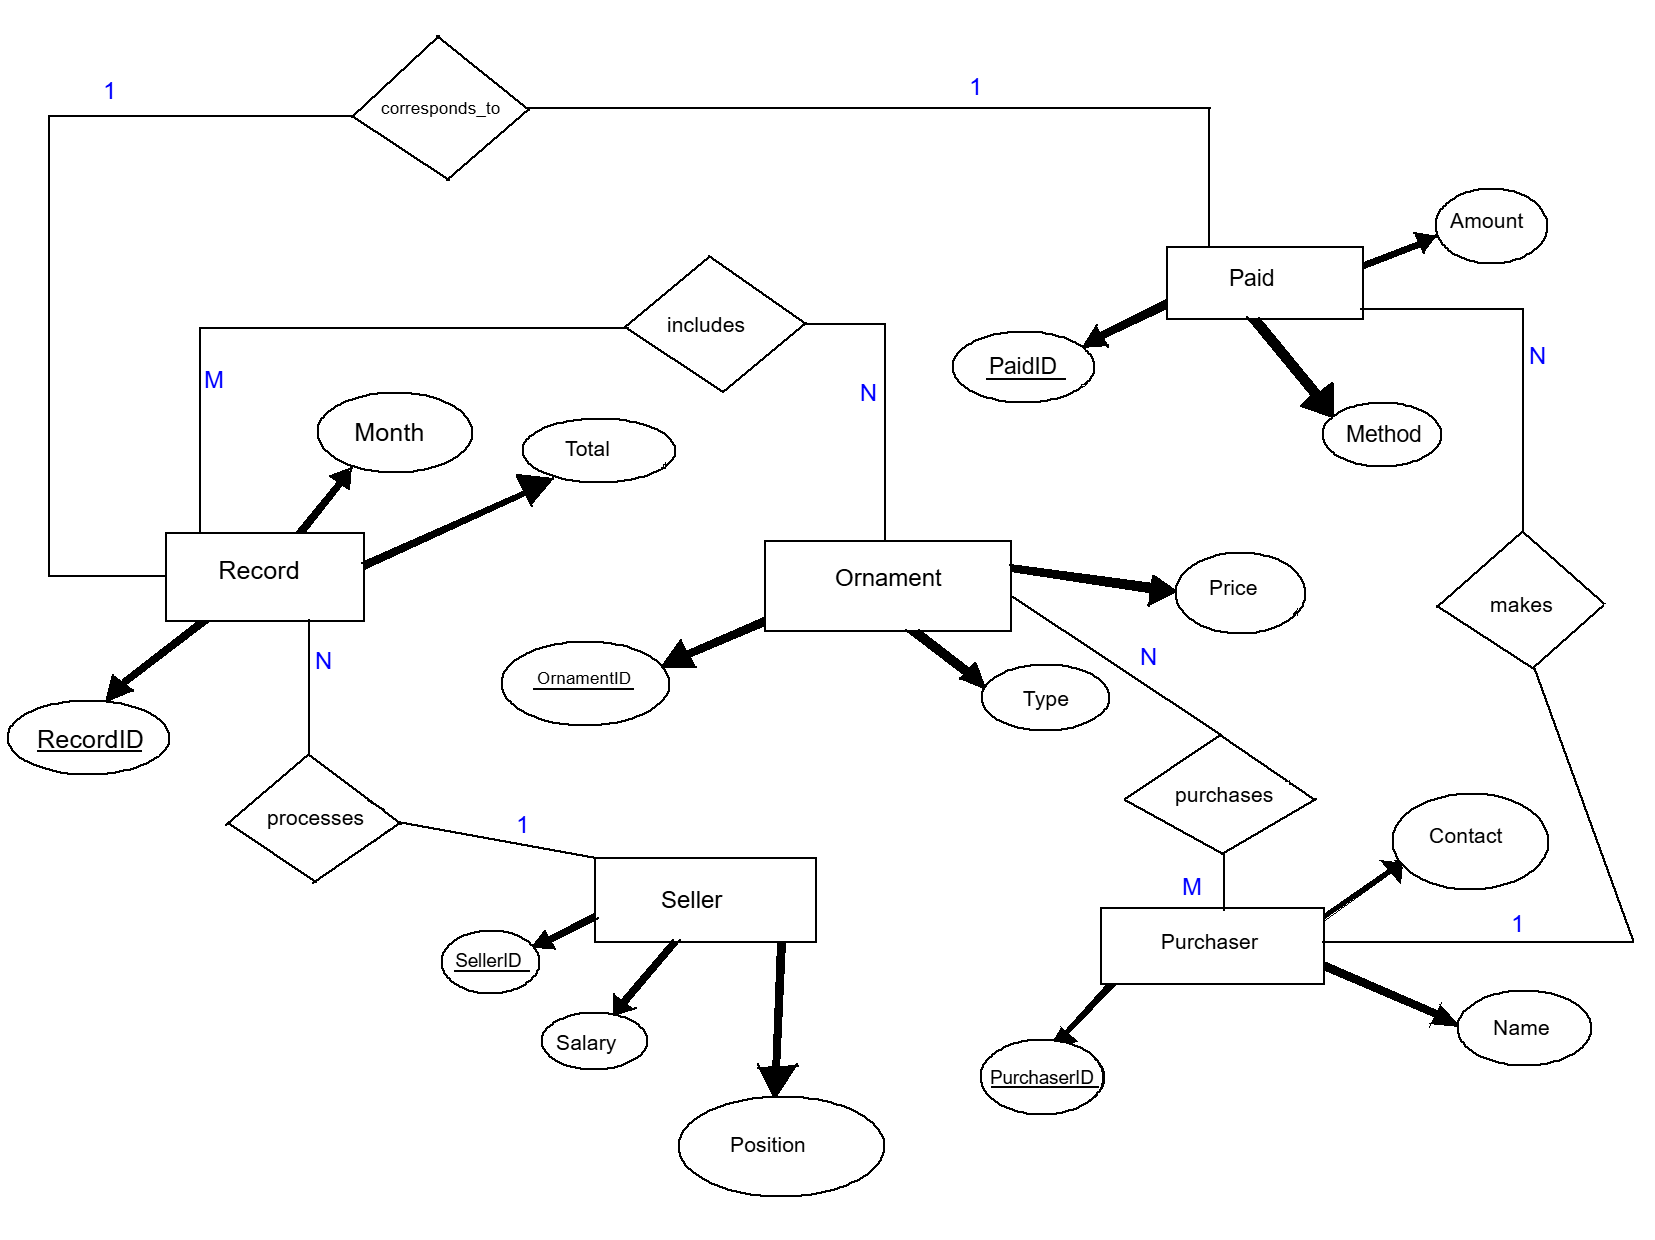 1
corresponds_to
1
Amount
Paid
includes
PaidID
N
M
N
Month
Total
Method
Record
Ornament
Price
makes
N
OrnamentID
N
Type
RecordID
processes
1
purchases
Contact
M
Seller
1
Purchaser
SellerID
Salary
Name
PurchaserID
Position